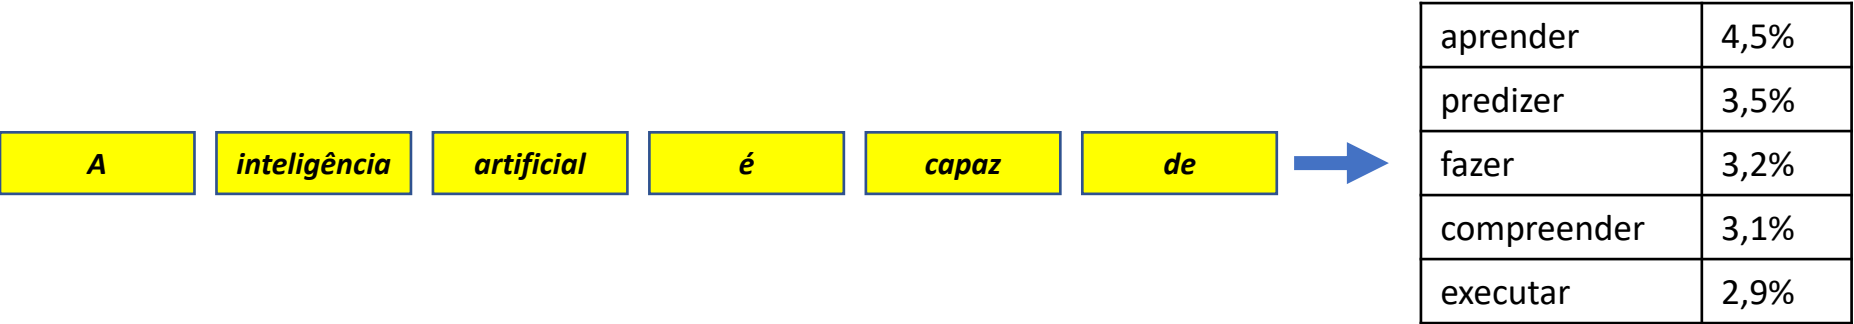 A inteligência artificial é capaz de
aprender 4,5%
predizer 3,5%
fazer 3,2%
compreender 3,1%
executar 2,9%